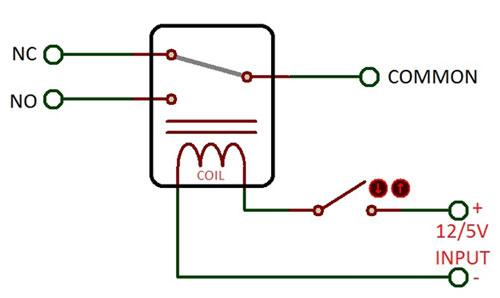 NC
COMMON
NO
COIL
+
12/5V
INPUT
-